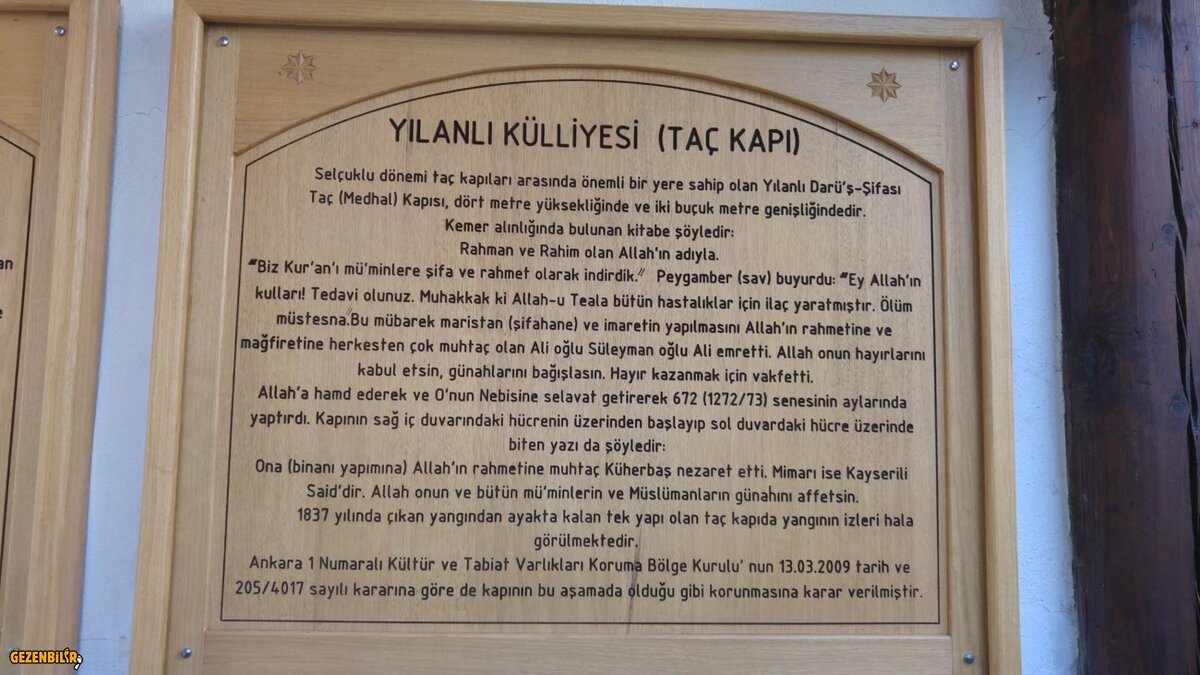 YILANLI KÜLLİYESİ (TAÇ KAPI)
Selçuklu dönemi taç kapıları arasında önemli bir yere sahip olan Yılanlı Darü'ş-Şifası
Taç (Medhal) Kapısı, dört metre yüksekliğinde ve iki buçuk metre genişliğindedir.
Kemer alınlığında bulunan kitabe şöyledir:
Rahman ve Rahim olan Allah'ın adıyla.
"Biz Kur'an'ı mü'minlere şifa ve rahmet olarak indirdik." Peygamber (sav) buyurdu: "Ey Allah'ın
kulları! Tedavi olunuz. Muhakkak ki Allah-u Teala bütün hastalıklar için ilaç yaratmıştır. Ölüm
müstesna."Bu mübarek maristan (şifahane) ve imaretin yapılmasını Allah'ın rahmetine ve
mağfiretine herkesten çok muhtaç olan Ali oğlu Süleyman oğlu Ali emretti. Allah onun hayırlarını
kabul etsin, günahlarını bağışlasın. Hayır kazanmak için vakfetti.
Allah'a hamd ederek ve O'nun Nebisine selavat getirerek 672 (1272/73) senesinin aylarında
yaptırdı. Kapının sağ iç duvarındaki hücrenin üzerinden başlayıp sol duvardaki hücre üzerinde
biten yazı da şöyledir:
Ona (binanı yapımına) Allah'ın rahmetine muhtaç Küherbaş nezaret etti. Mimarı ise Kayserili
Said'dir. Allah onun ve bütün mü'minlerin ve Müslümanların günahını affetsin.
1837 yılında çıkan yangından ayakta kalan tek yapı olan taç kapıda yangının izleri hala
görülmektedir.
Ankara 1 Numaralı Kültür ve Tabiat Varlıkları Koruma Bölge Kurulu' nun 13.03.2009 tarih ve
205/4017 sayılı kararına göre de kapının bu aşamada olduğu gibi korunmasına karar verilmiştir.
GEZENBİLİR